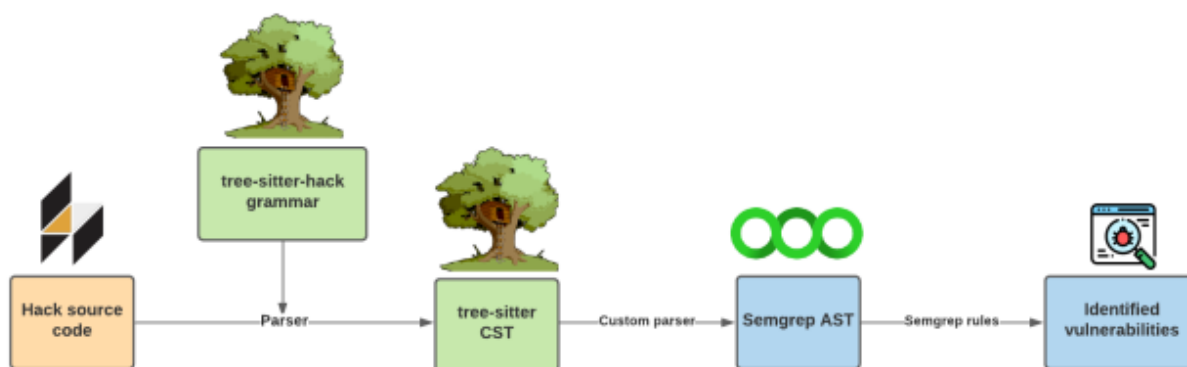 tree-sitter-hack
grammar
Hack source
code
Parser
tree-sitter
CST
Custom parser
Semgrep AST
Semgrep rules
Identified
vulnerabilities